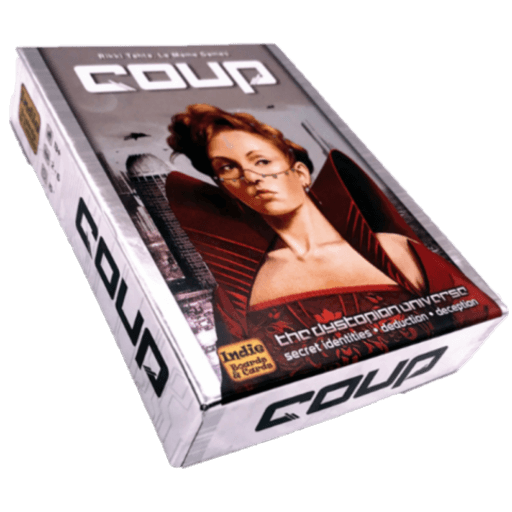 Rikki Tahta La Mame Games
COUP
the dystopian universe
secret identities • deduction • deception
Indie
Boards
& Cards
COUP
COUP